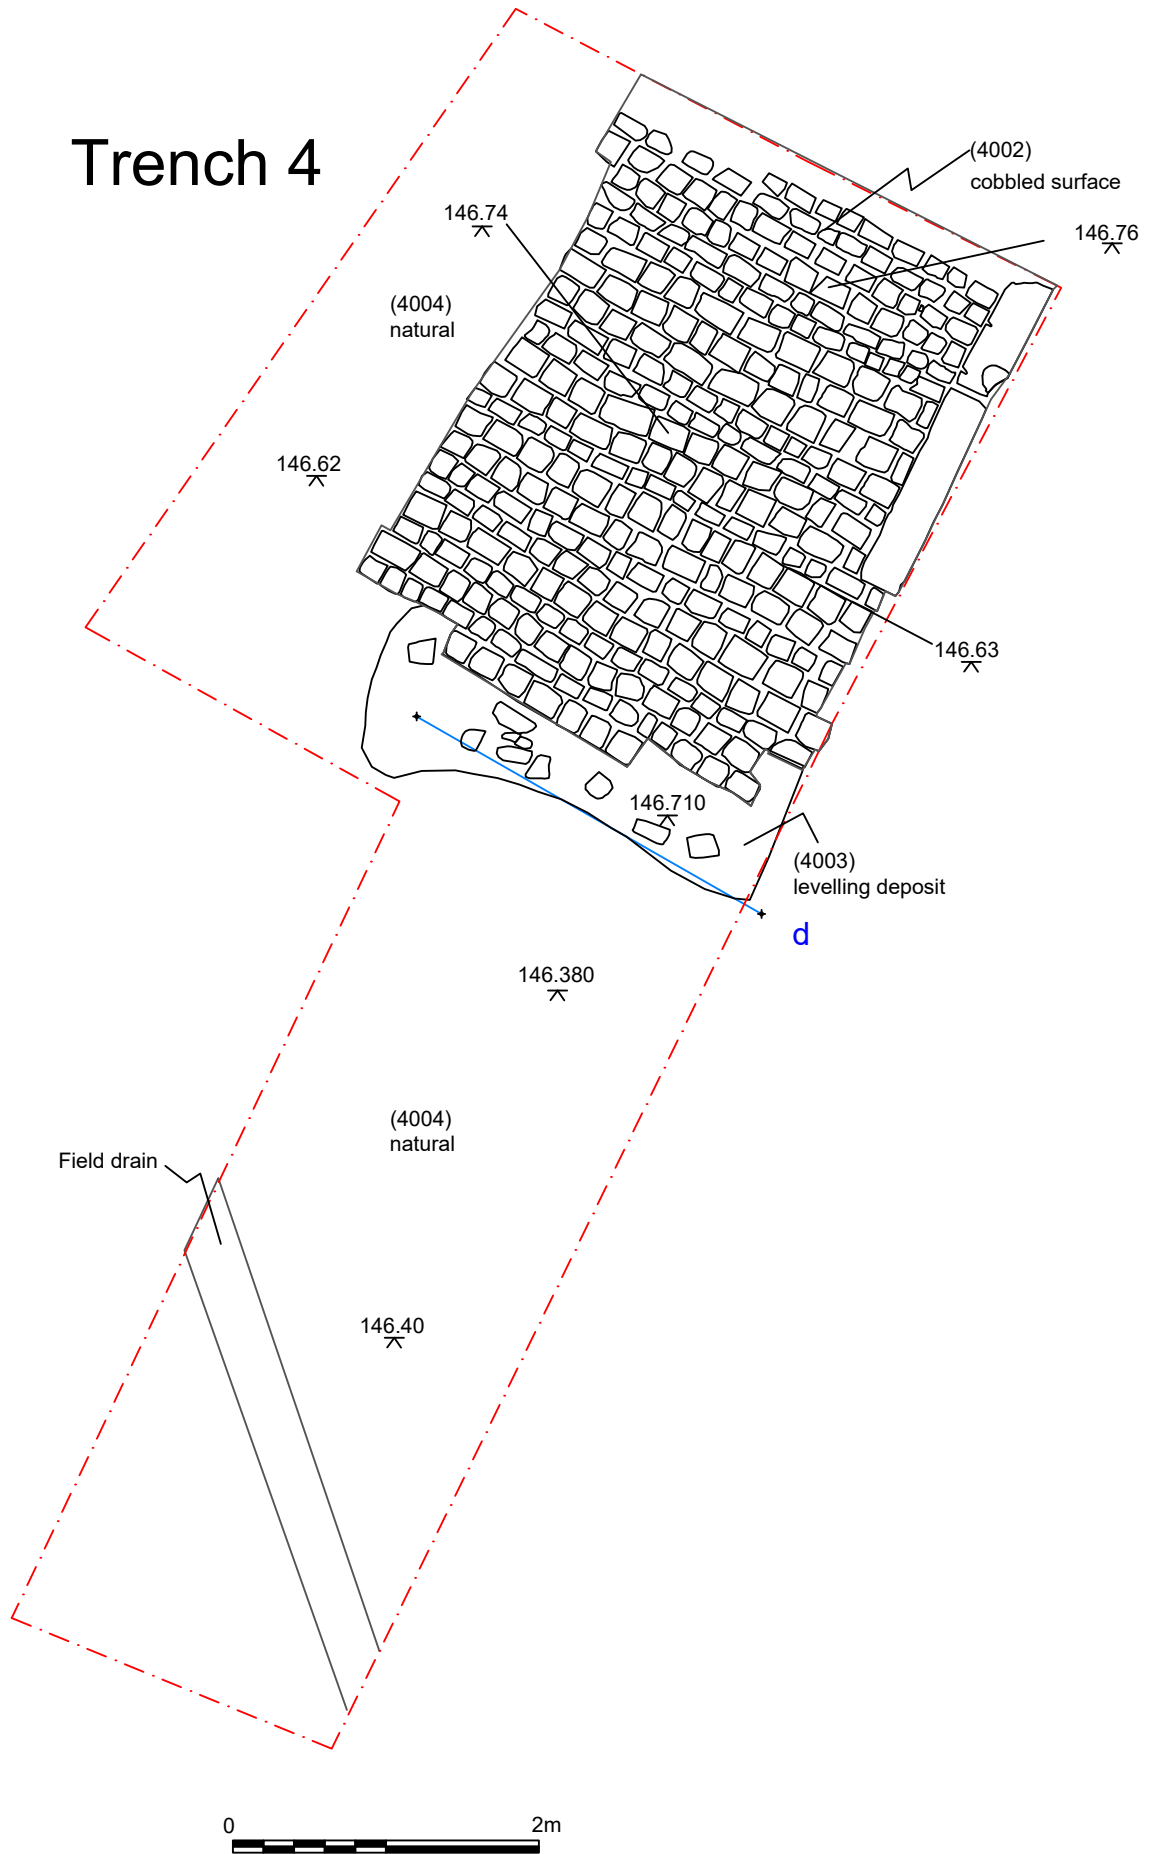 Trench 4
(4002)
cobbled surface
146.74
146.76
(4004)
natural
146.62
146.63
146.710
(4003)
levelling deposit
d
146.380
(4004)
natural
Field drain
146.40
0
2m